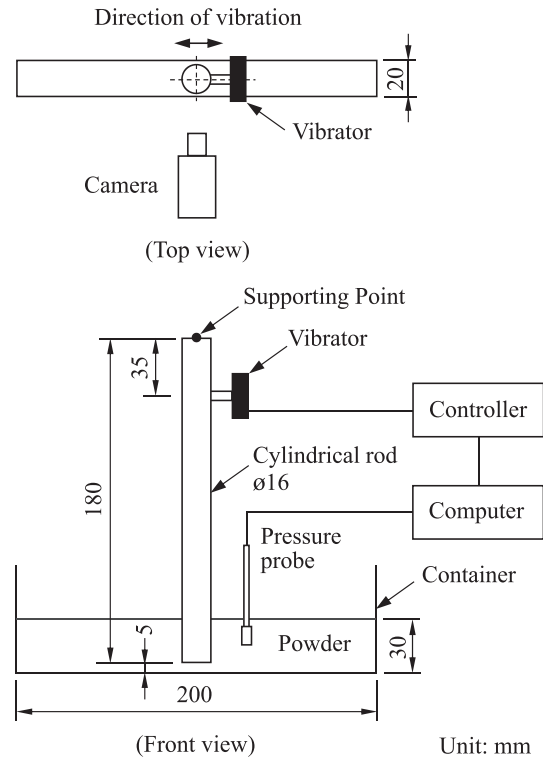 Direction of vibration
20
Vibrator
Camera
(Top view)
Supporting Point
Vibrator
35
Controller
Cylindrical rod
ø16
180
Computer
Pressure
probe
Container
5
Powder
30
200
(Front view)
Unit: mm